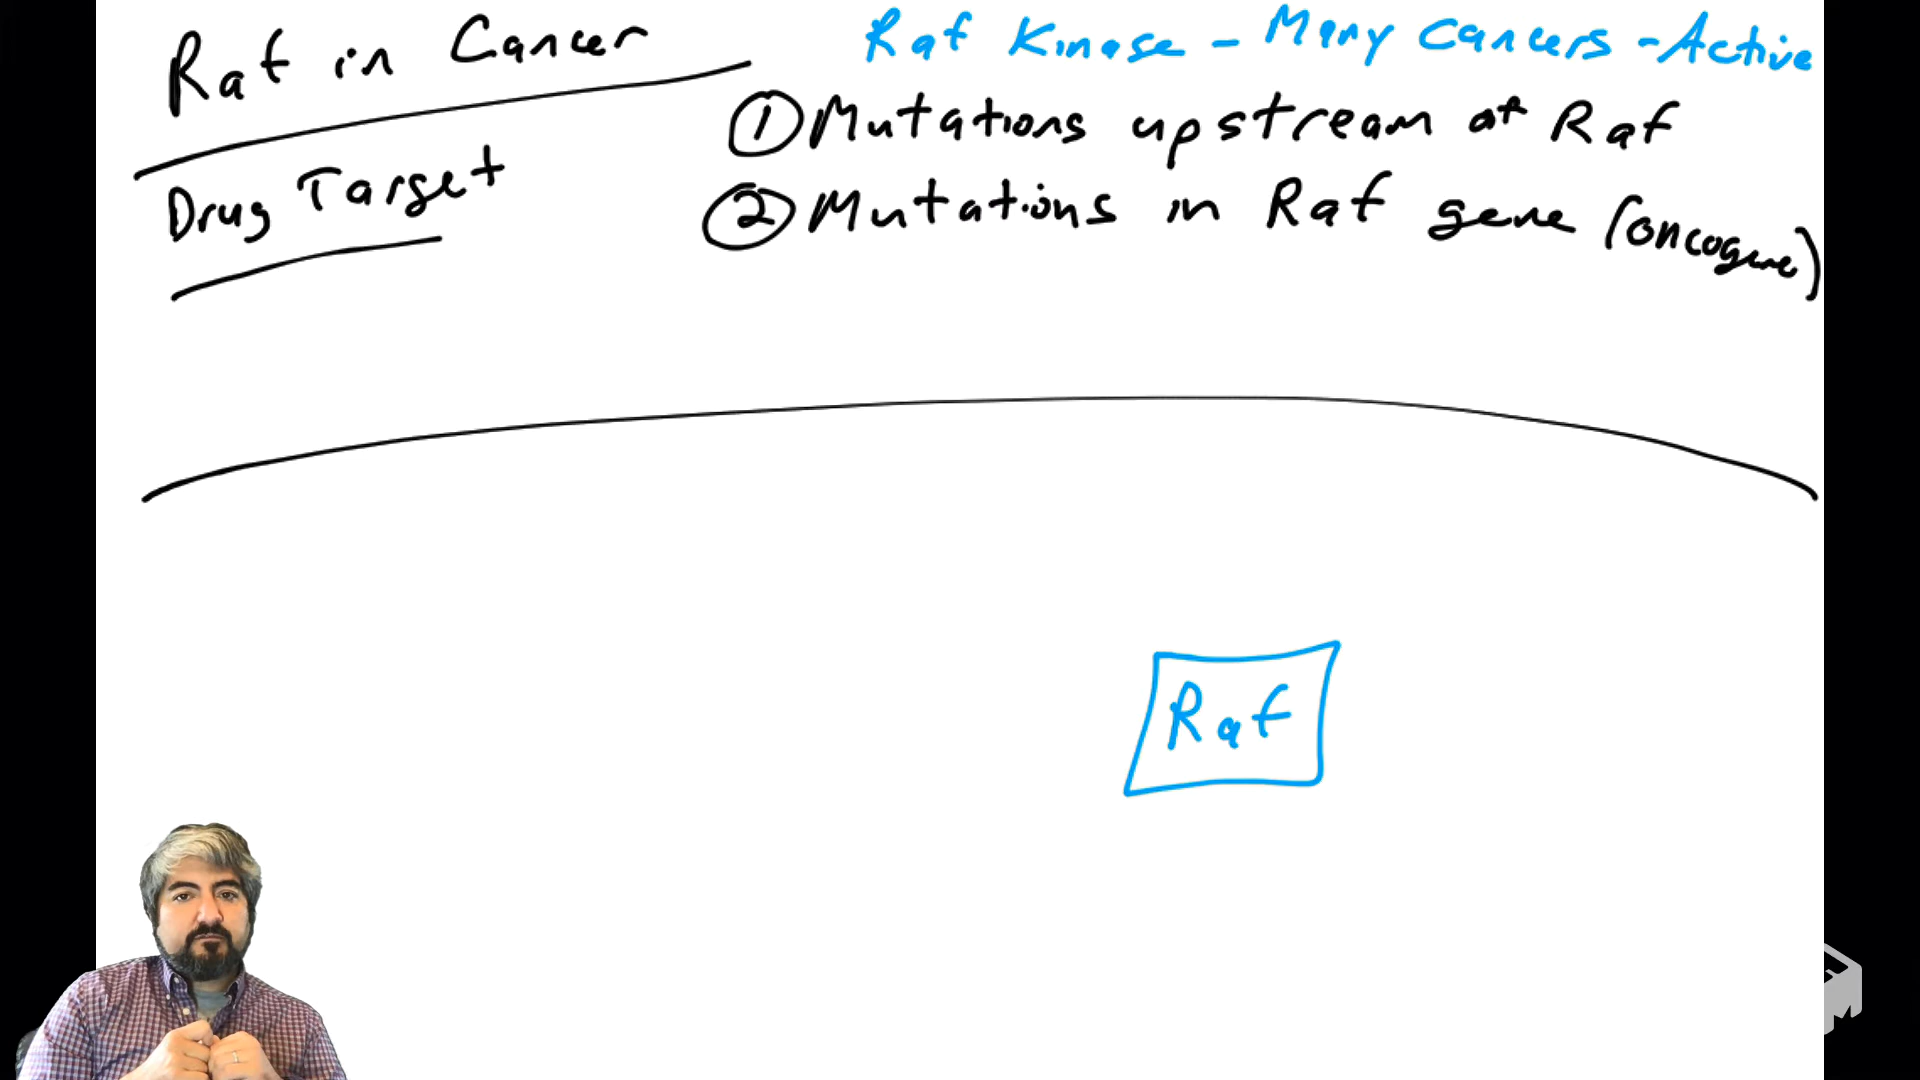 Raf in Cancer
Drug Target
Raf Kinase - Many Cancers - Active
① Mutations upstream of Raf
② Mutations in Raf gene (oncogene)
Raf